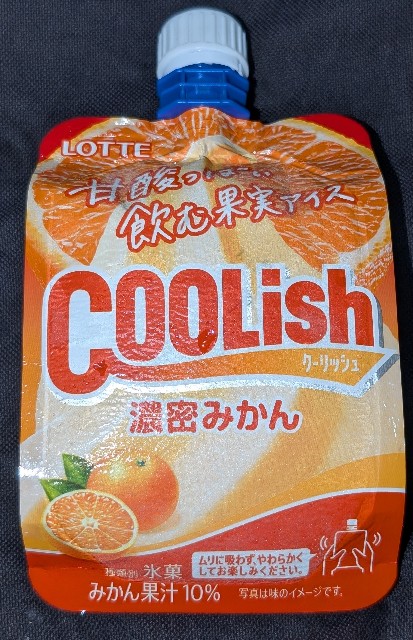 LOTTE
甘酸っぱ〜い
飲む果実アイス
COOLish
クーリッシュ
濃密みかん
種類別 氷菓
みかん果汁10%
ムリに吸わず、やわらかく
してお楽しみください。
写真は味のイメージです。